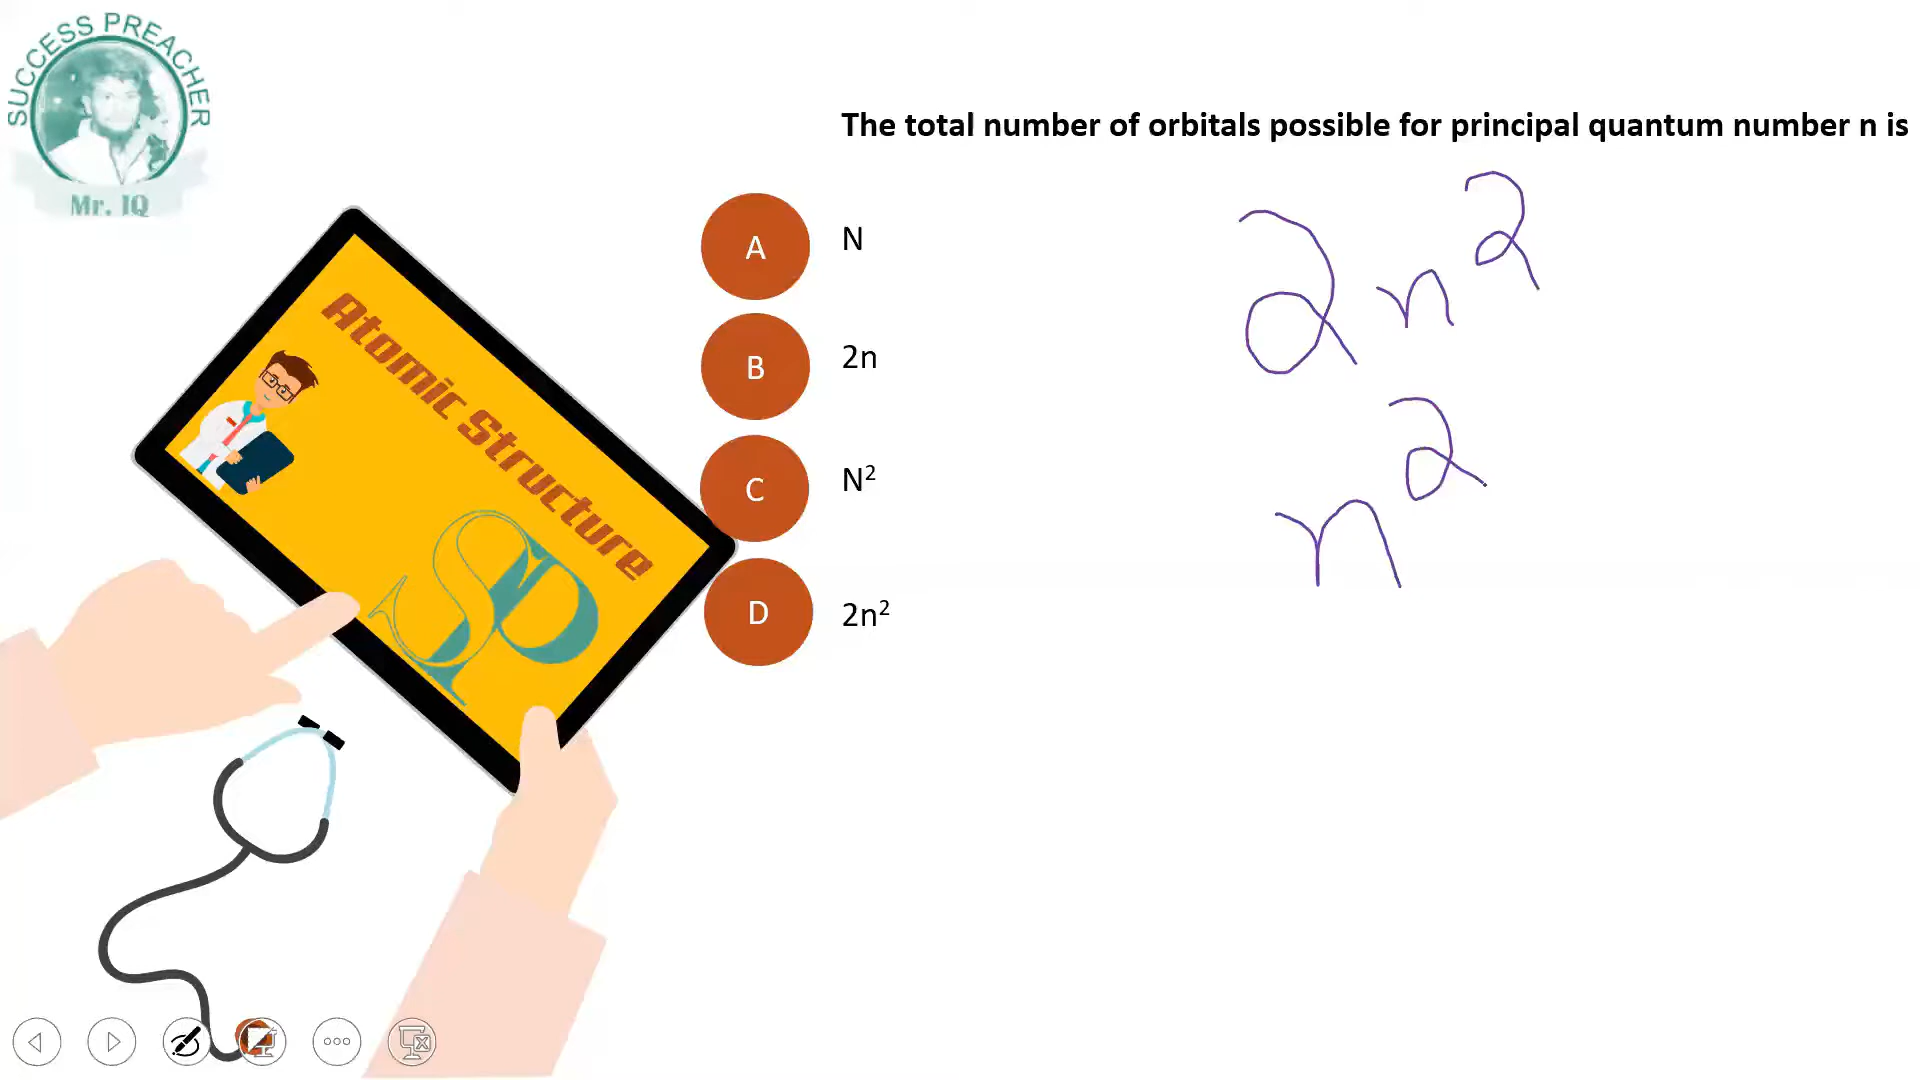 SUCCESS PREACHER
Mr. IQ
The total number of orbitals possible for principal quantum number n is
A N
B 2n
C N²
D 2n²
2n²
n²
Atomic Structure
SP